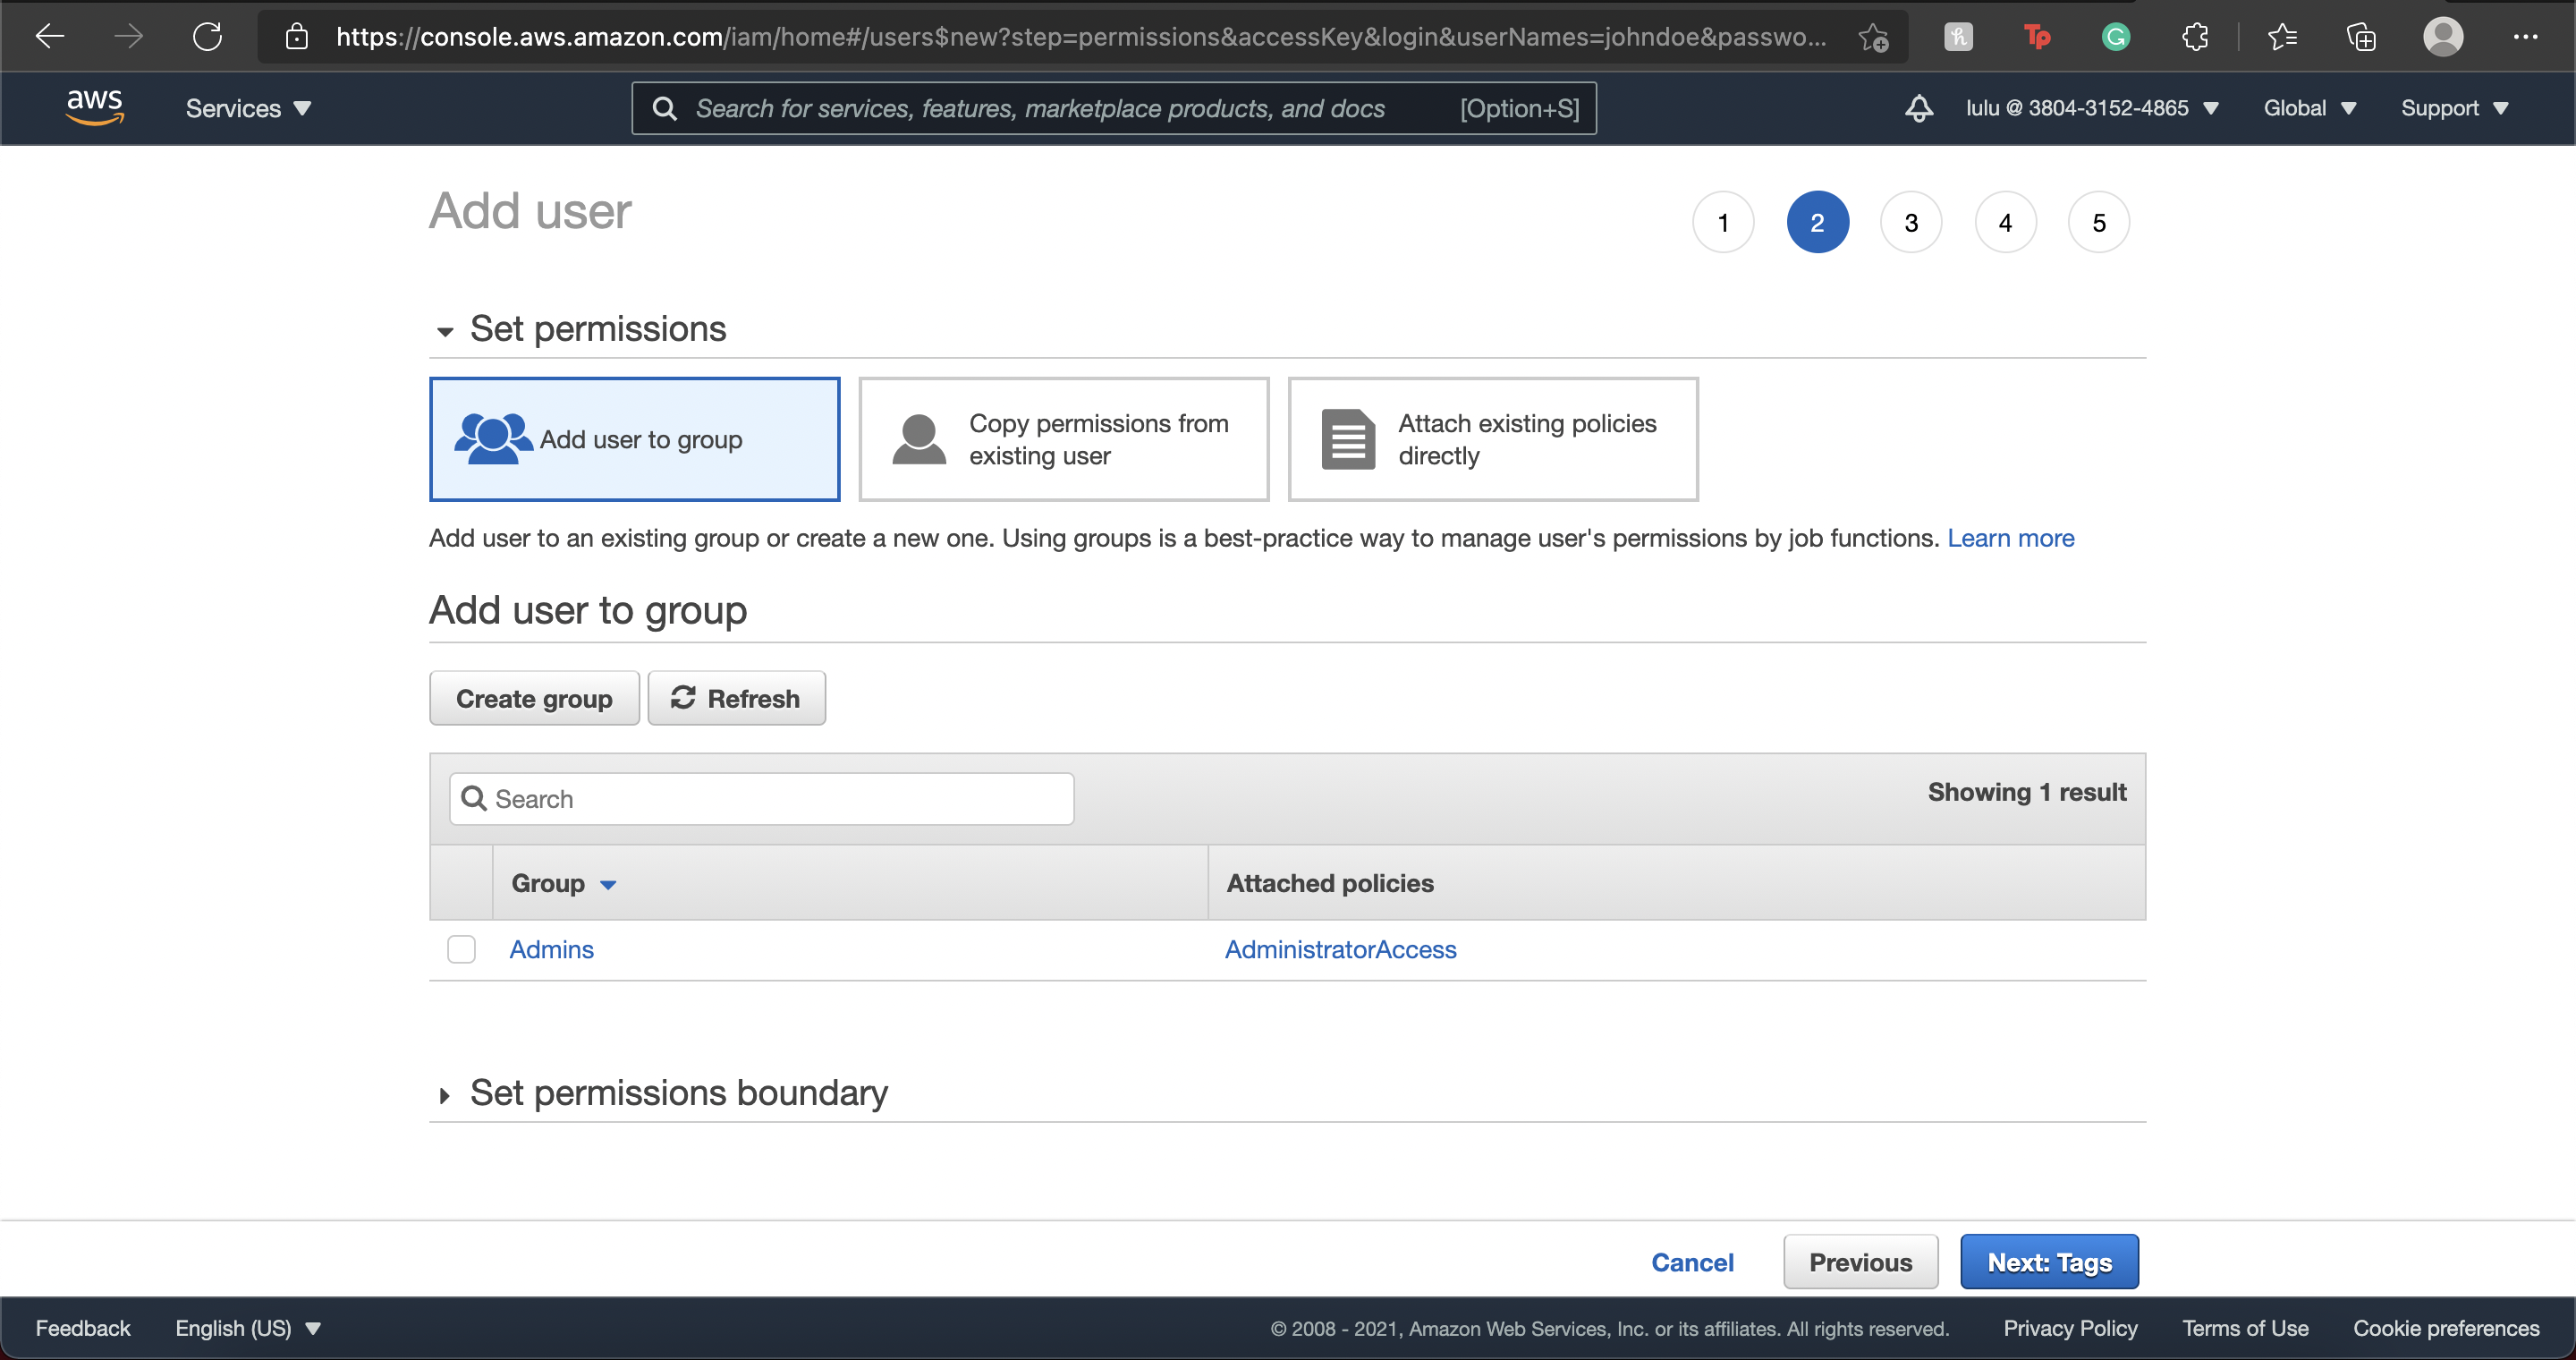 https://console.aws.amazon.com/iam/home#/users$new?step=permissions&accessKey&login&userNames=johndoe&passwo...
aws Services Search for services, features, marketplace products, and docs [Option+S] lulu @ 3804-3152-4865 Global Support
Add user 1 2 3 4 5
Set permissions
Add user to group
Copy permissions from
existing user
Attach existing policies
directly
Add user to an existing group or create a new one. Using groups is a best-practice way to manage user's permissions by job functions. Learn more
Add user to group
Create group Refresh
Search Showing 1 result
Group Attached policies
Admins AdministratorAccess
Set permissions boundary
Cancel Previous Next: Tags
Feedback English (US) © 2008 - 2021, Amazon Web Services, Inc. or its affiliates. All rights reserved. Privacy Policy Terms of Use Cookie preferences